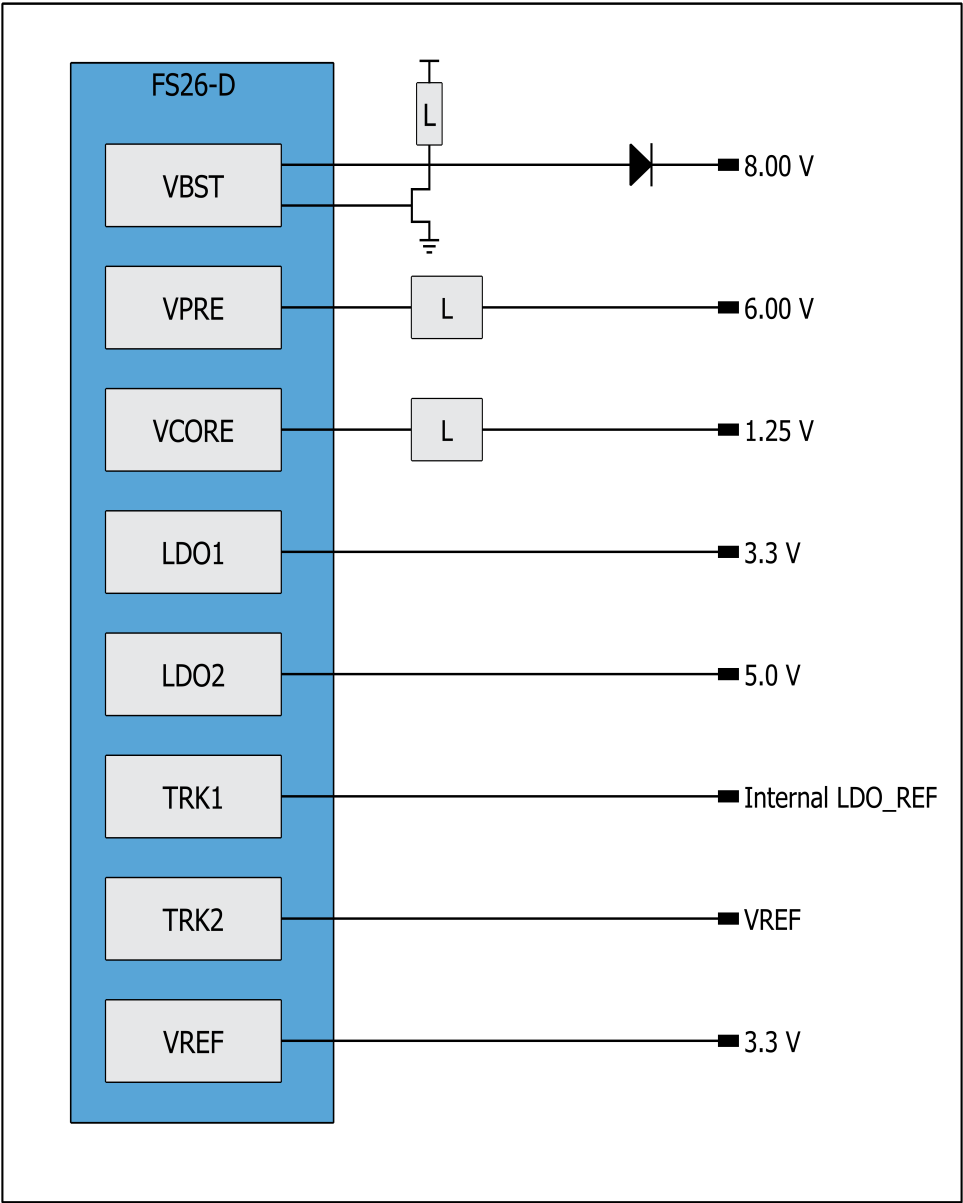 FS26-D
L
VBST
8.00 V
VPRE
L
6.00 V
VCORE
L
1.25 V
LDO1
3.3 V
LDO2
5.0 V
TRK1
Internal LDO_REF
TRK2
VREF
VREF
3.3 V